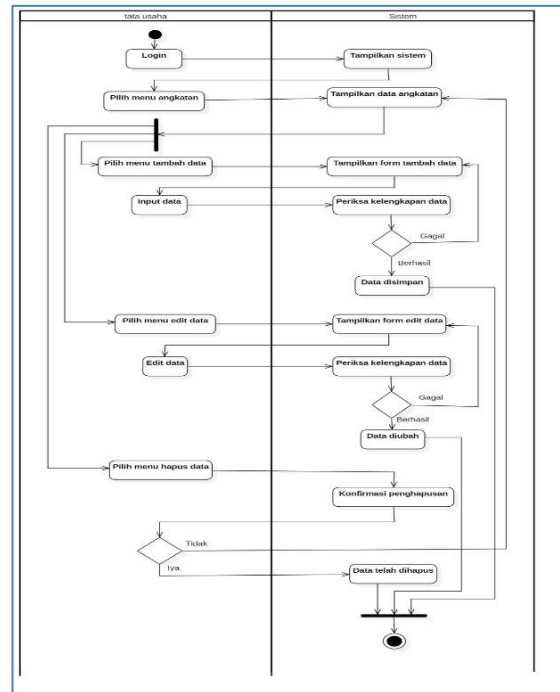 tata usaha
Sistem
Login
Tampilkan sistem
Pilih menu angkatan
Tampilkan data angkatan
Pilih menu tambah data
Tampilkan form tambah data
Input data
Periksa kelengkapan data
Gagal
Berhasil
Data disimpan
Pilih menu edit data
Tampilkan form edit data
Edit data
Periksa kelengkapan data
Gagal
Berhasil
Data diubah
Pilih menu hapus data
Konfirmasi penghapusan
Tidak
Iya
Data telah dihapus